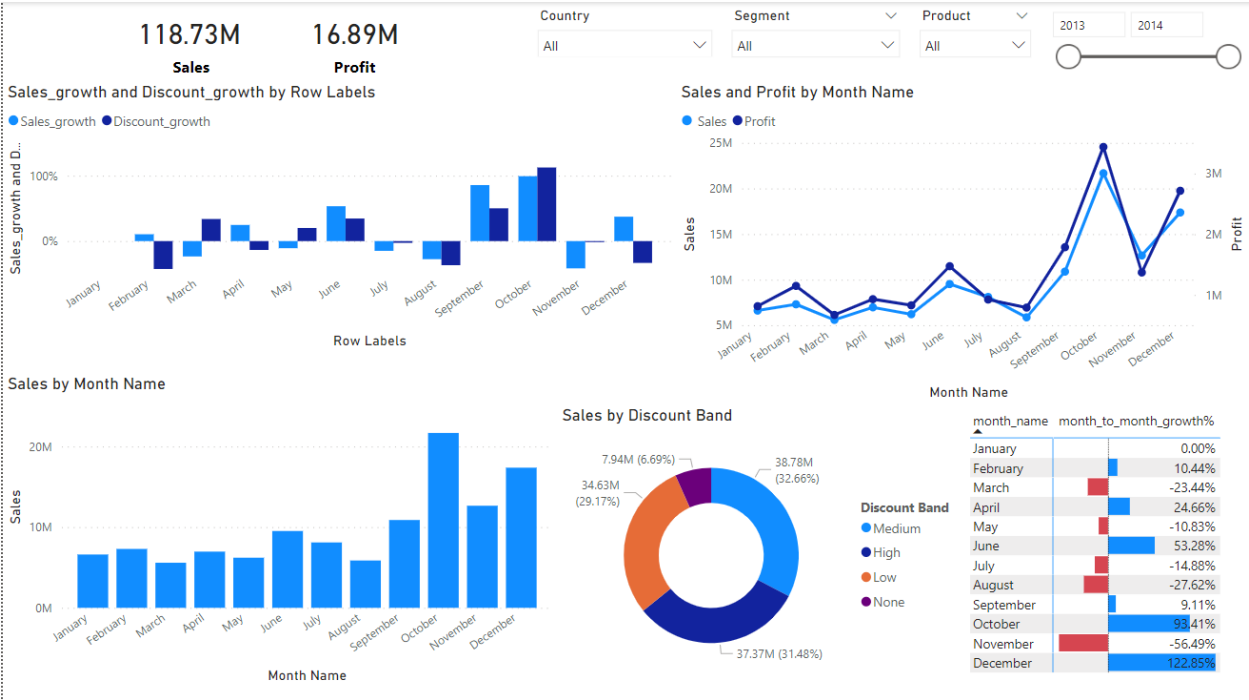 118.73M
Sales
16.89M
Profit
Country
All
Segment
All
Product
All
2013
2014
Sales_growth and Discount_growth by Row Labels
Sales_growth Discount_growth
Sales_growth and D...
100%
0%
January February March April May June July August September October November December
Row Labels
Sales and Profit by Month Name
Sales Profit
Sales
25M
20M
15M
10M
5M
Profit
3M
2M
1M
January February March April May June July August September October November December
Month Name
Sales by Month Name
Sales
20M
10M
0M
January February March April May June July August September October November December
Month Name
Sales by Discount Band
7.94M (6.69%)
38.78M
(32.66%)
34.63M
(29.17%)
37.37M (31.48%)
Discount Band
Medium
High
Low
None
month_name month_to_month_growth%
January 0.00%
February 10.44%
March -23.44%
April 24.66%
May -10.83%
June 53.28%
July -14.88%
August -27.62%
September 9.11%
October 93.41%
November -56.49%
December 122.85%